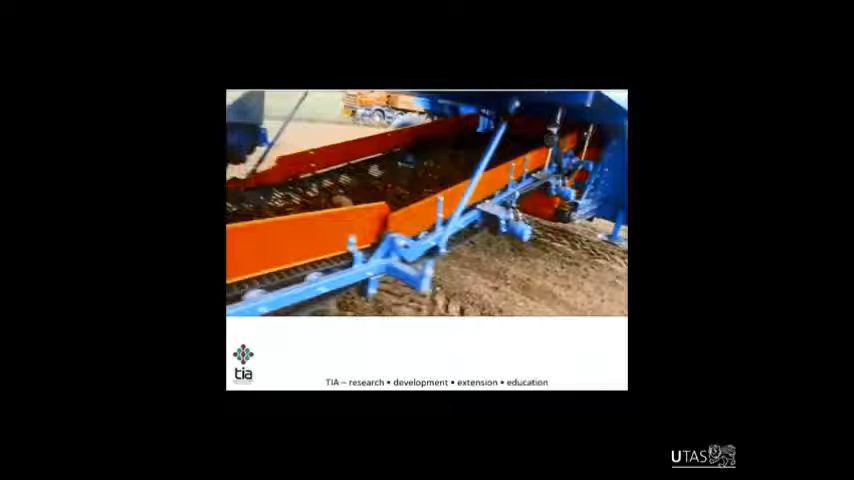 tia
TIA – research • development • extension • education
UTAS